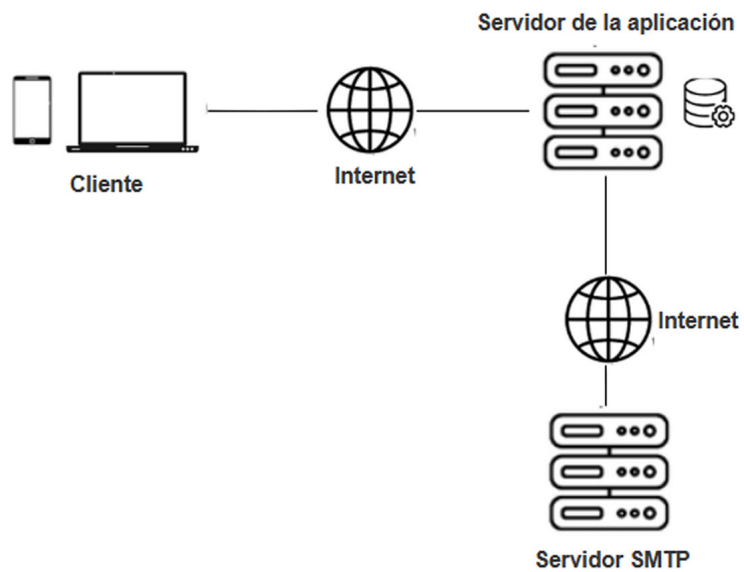 Servidor de la aplicación
Cliente
Internet
Internet
Servidor SMTP